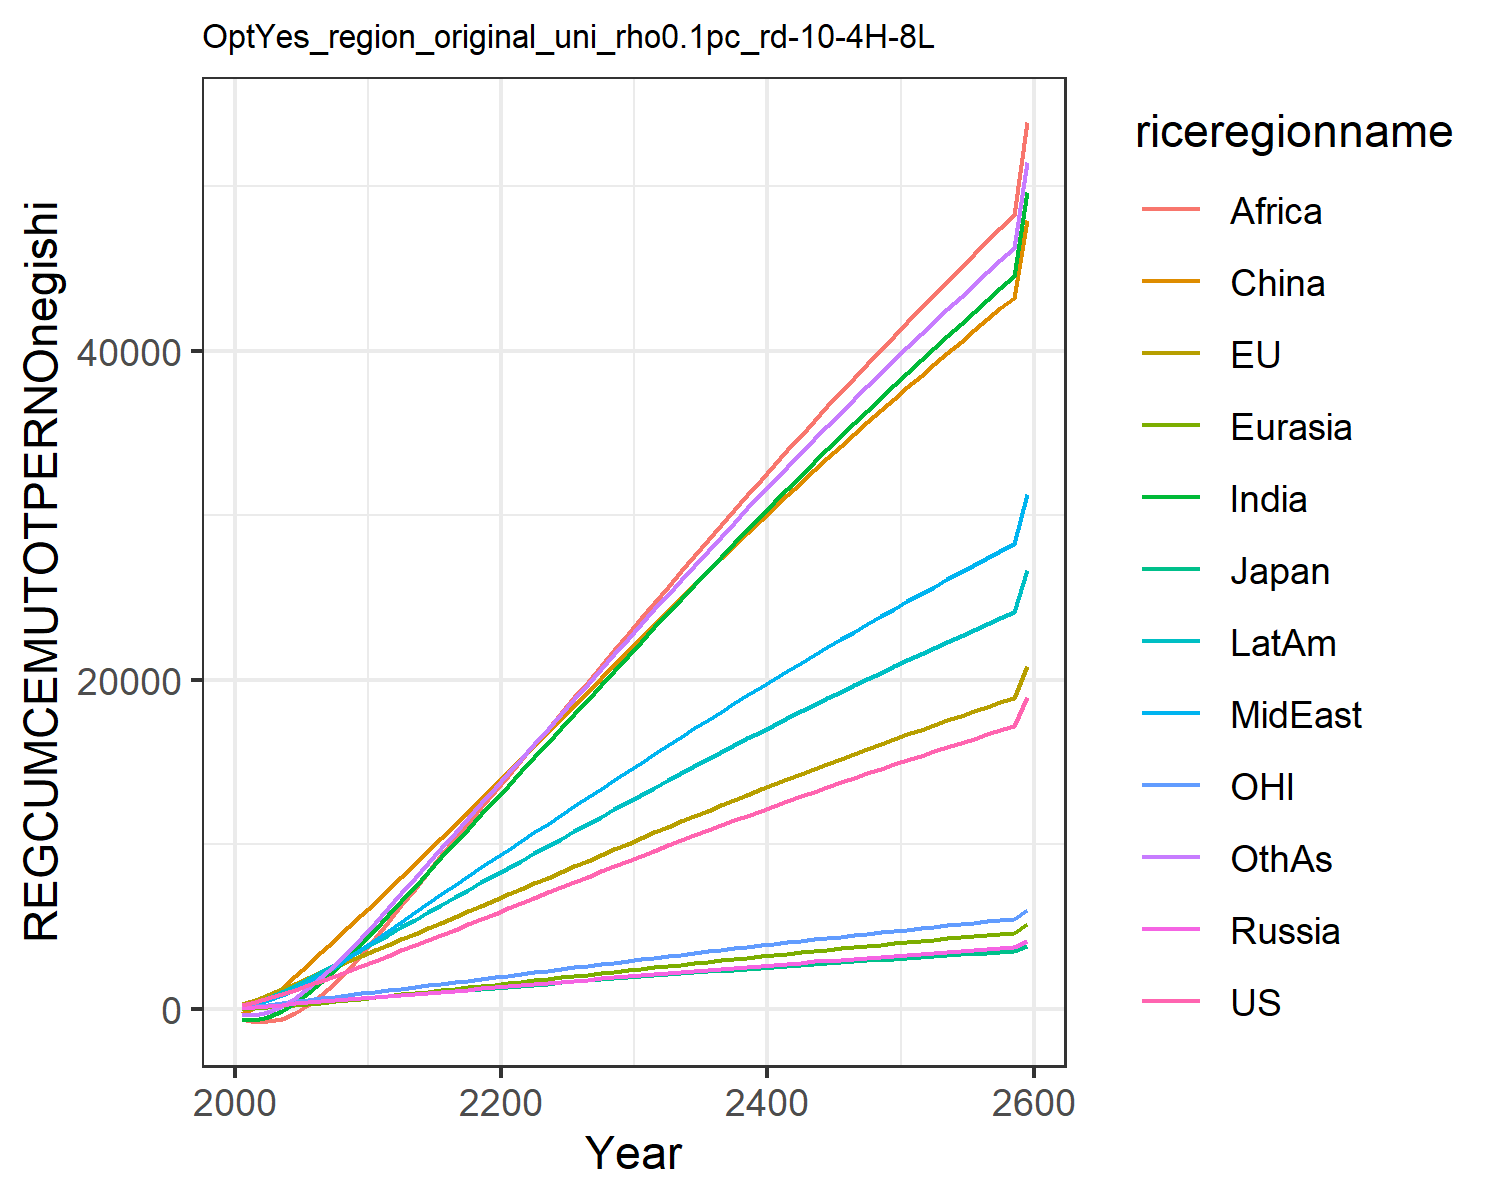 OptYes_region_original_uni_rho0.1pc_rd-10-4H-8L
REGCUMCEMUTOTPERNOnegishi
40000
20000
0
2000
2200
2400
2600
Year
riceregionname
Africa
China
EU
Eurasia
India
Japan
LatAm
MidEast
OHI
OthAs
Russia
US